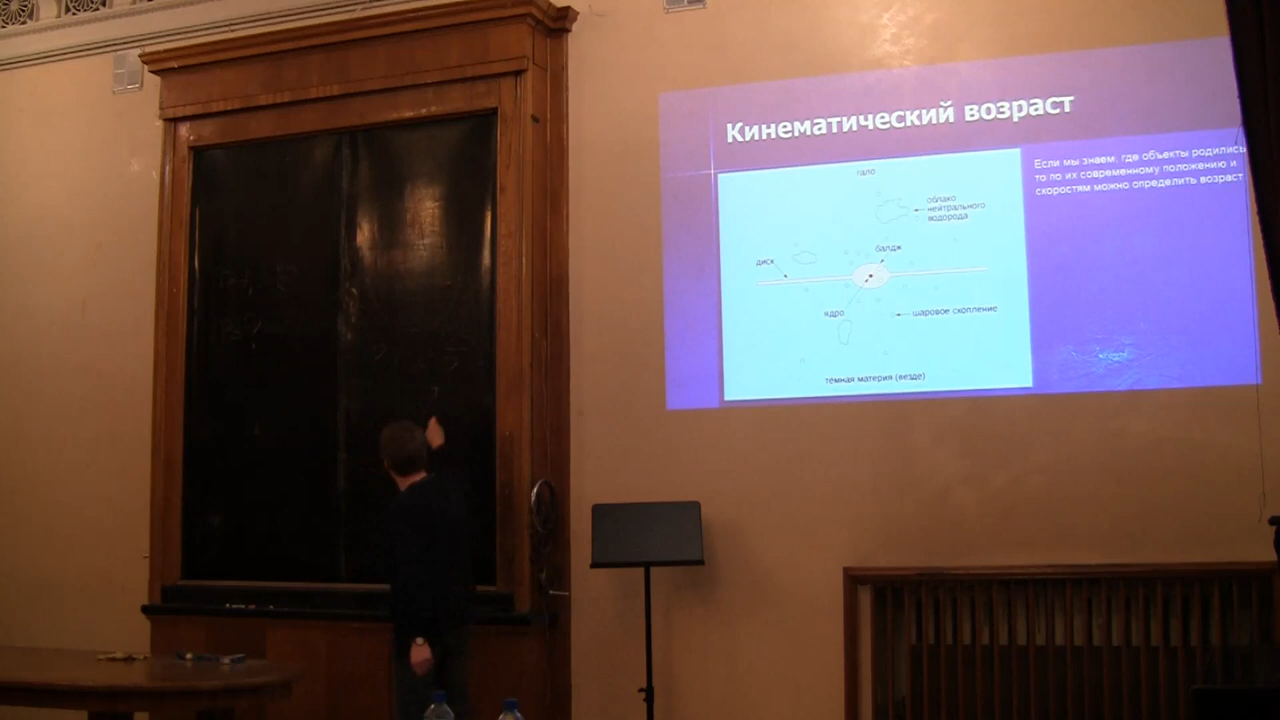 Кинематический возраст
Если мы знаем, где объекты родились
то по их современному положению и
скоростям можно определить возраст
гало
облако
нейтрального
водорода
балдж
диск
ядро
шаровое скопление
темная материя (везде)